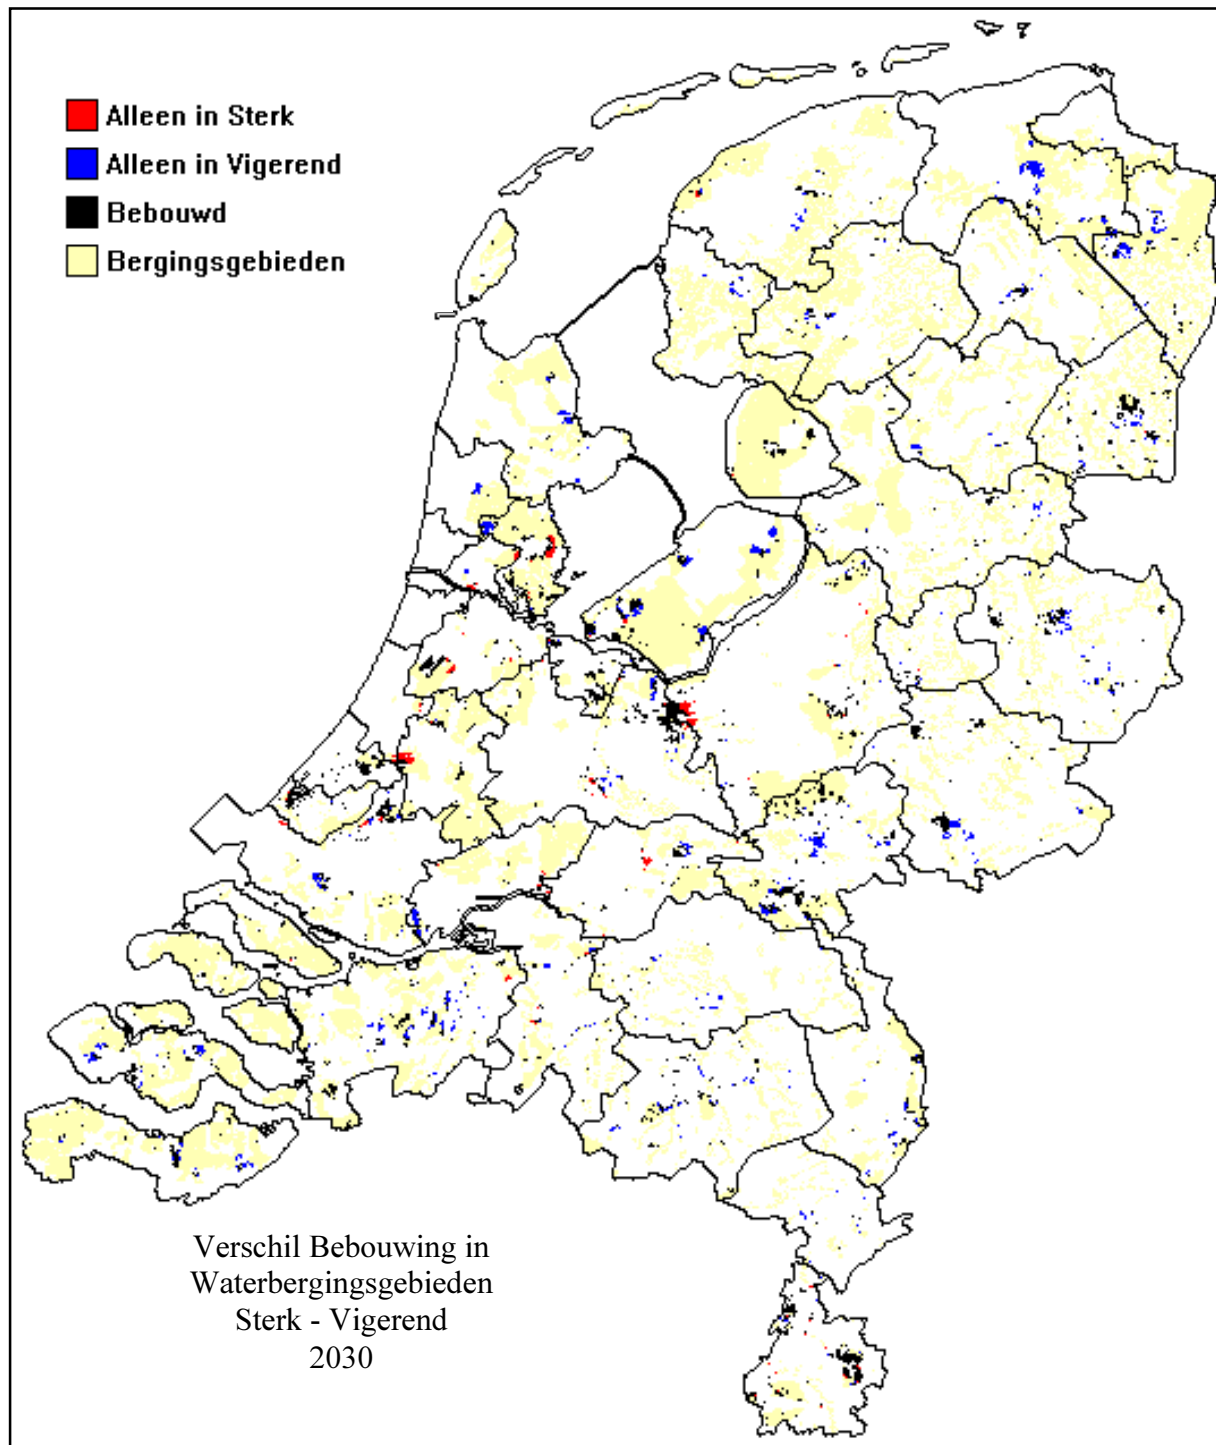 Alleen in Sterk
Alleen in Vigerend
Bebouwd
Bergingsgebieden
Verschil Bebouwing in
Waterbergingsgebieden
Sterk - Vigerend
2030